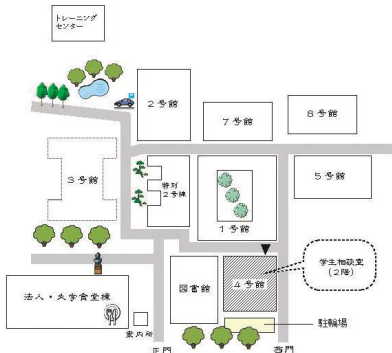 トレーニング
センター
P
2号館
7号館
8号館
3号館
特別
2号棟
1号館
5号館
学生相談室
(2階)
図書館
4号館
法人・大学食堂棟
案内所
駐輪場
正門
西門